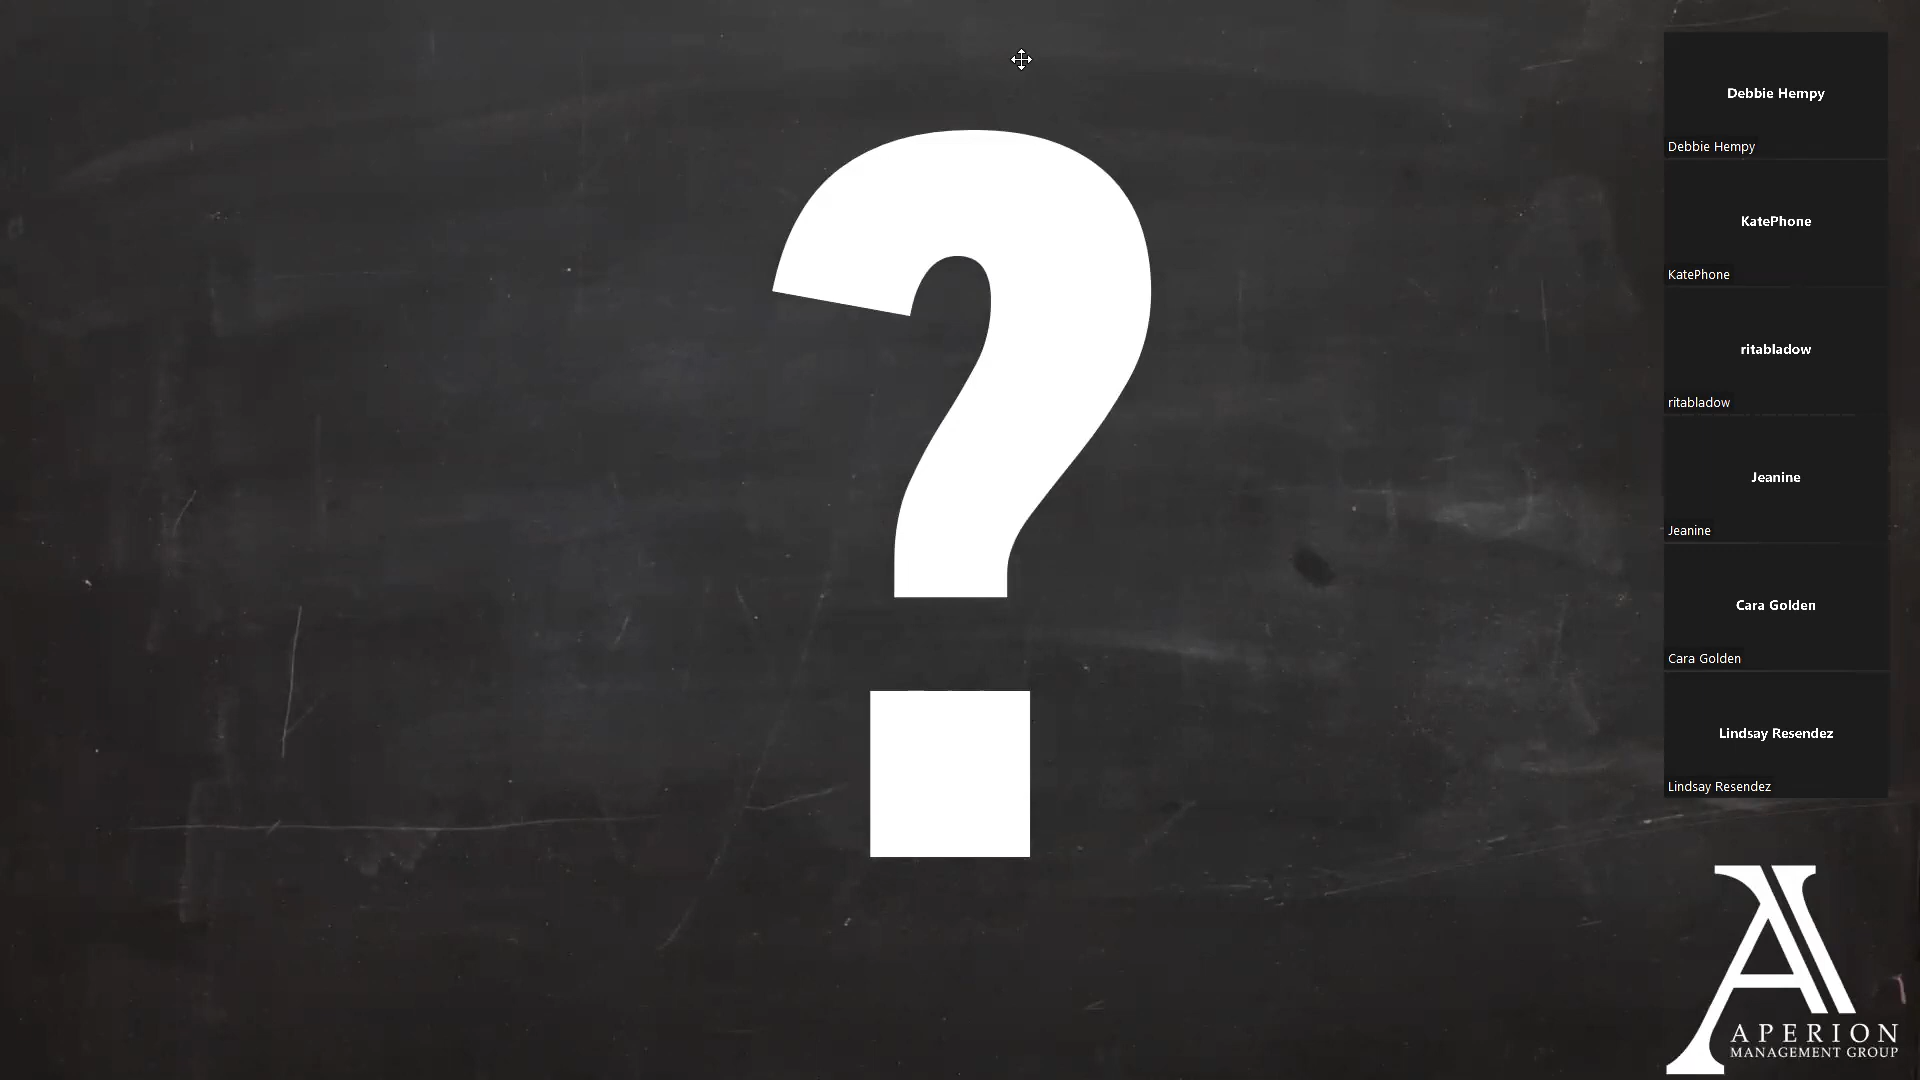 ?
Debbie Hempy
Debbie Hempy
KatePhone
KatePhone
ritabladow
ritabladow
Jeanine
Jeanine
Cara Golden
Cara Golden
Lindsay Resendez
Lindsay Resendez
A
APERION
MANAGEMENT GROUP